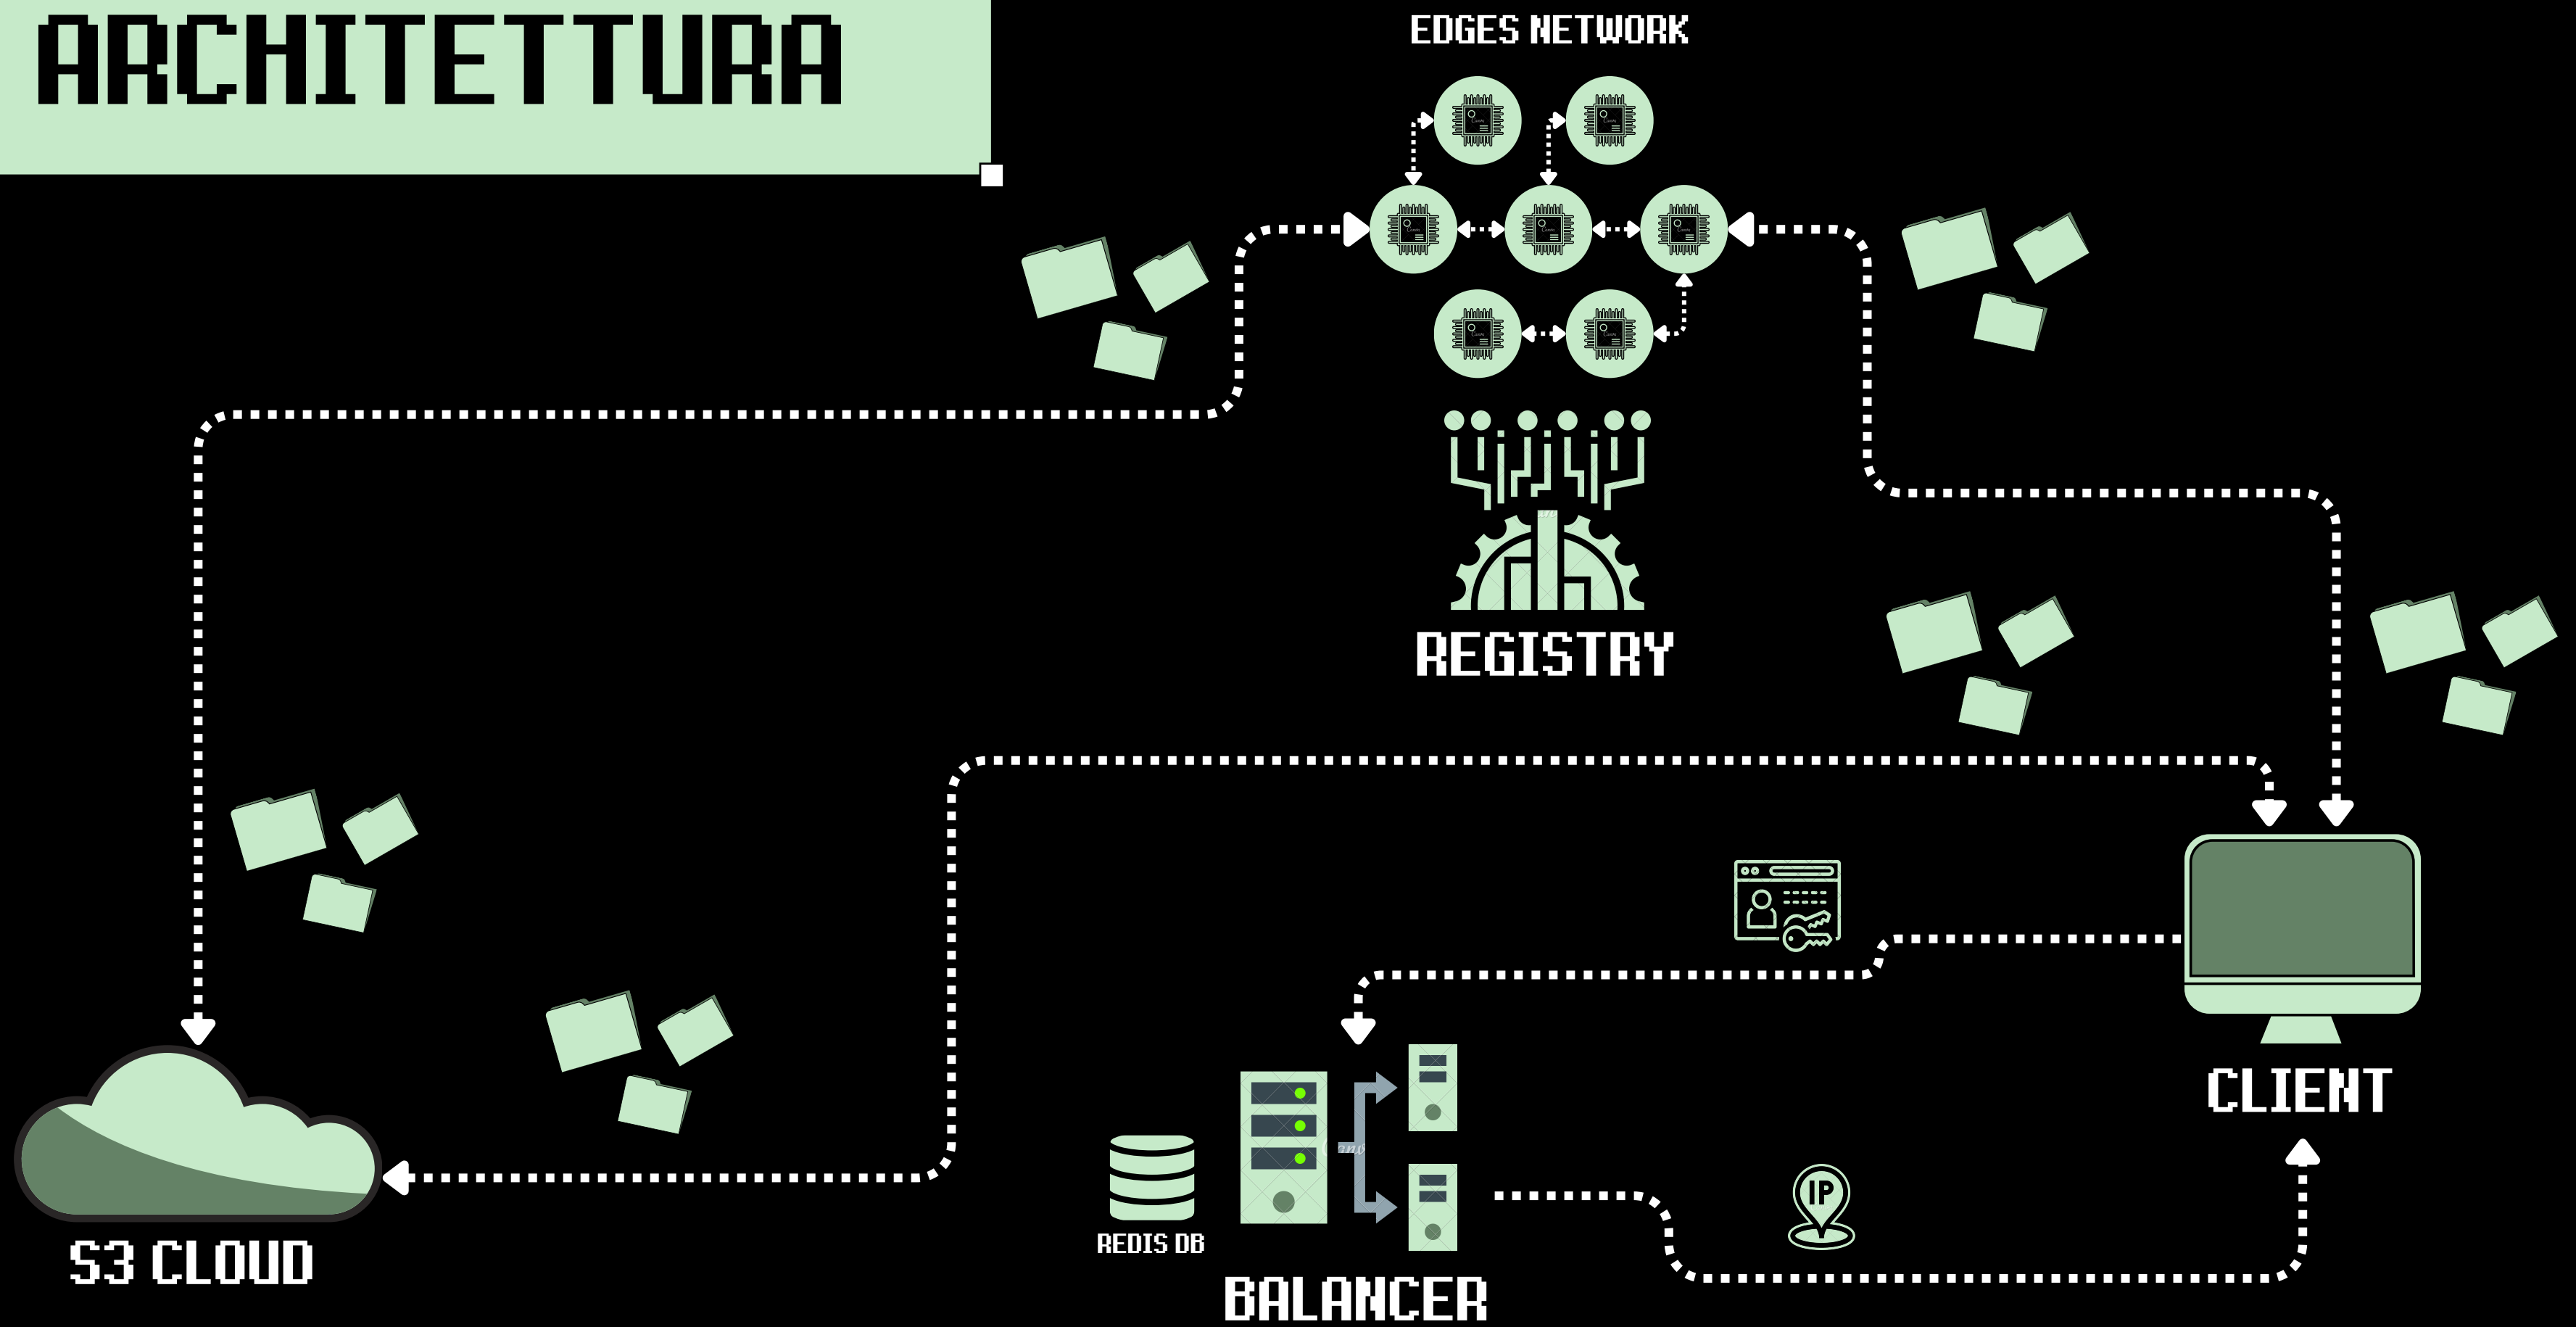 ARCHITETTURA
EDGES NETWORK
REGISTRY
CLIENT
IP
REDIS DB
S3 CLOUD
BALANCER